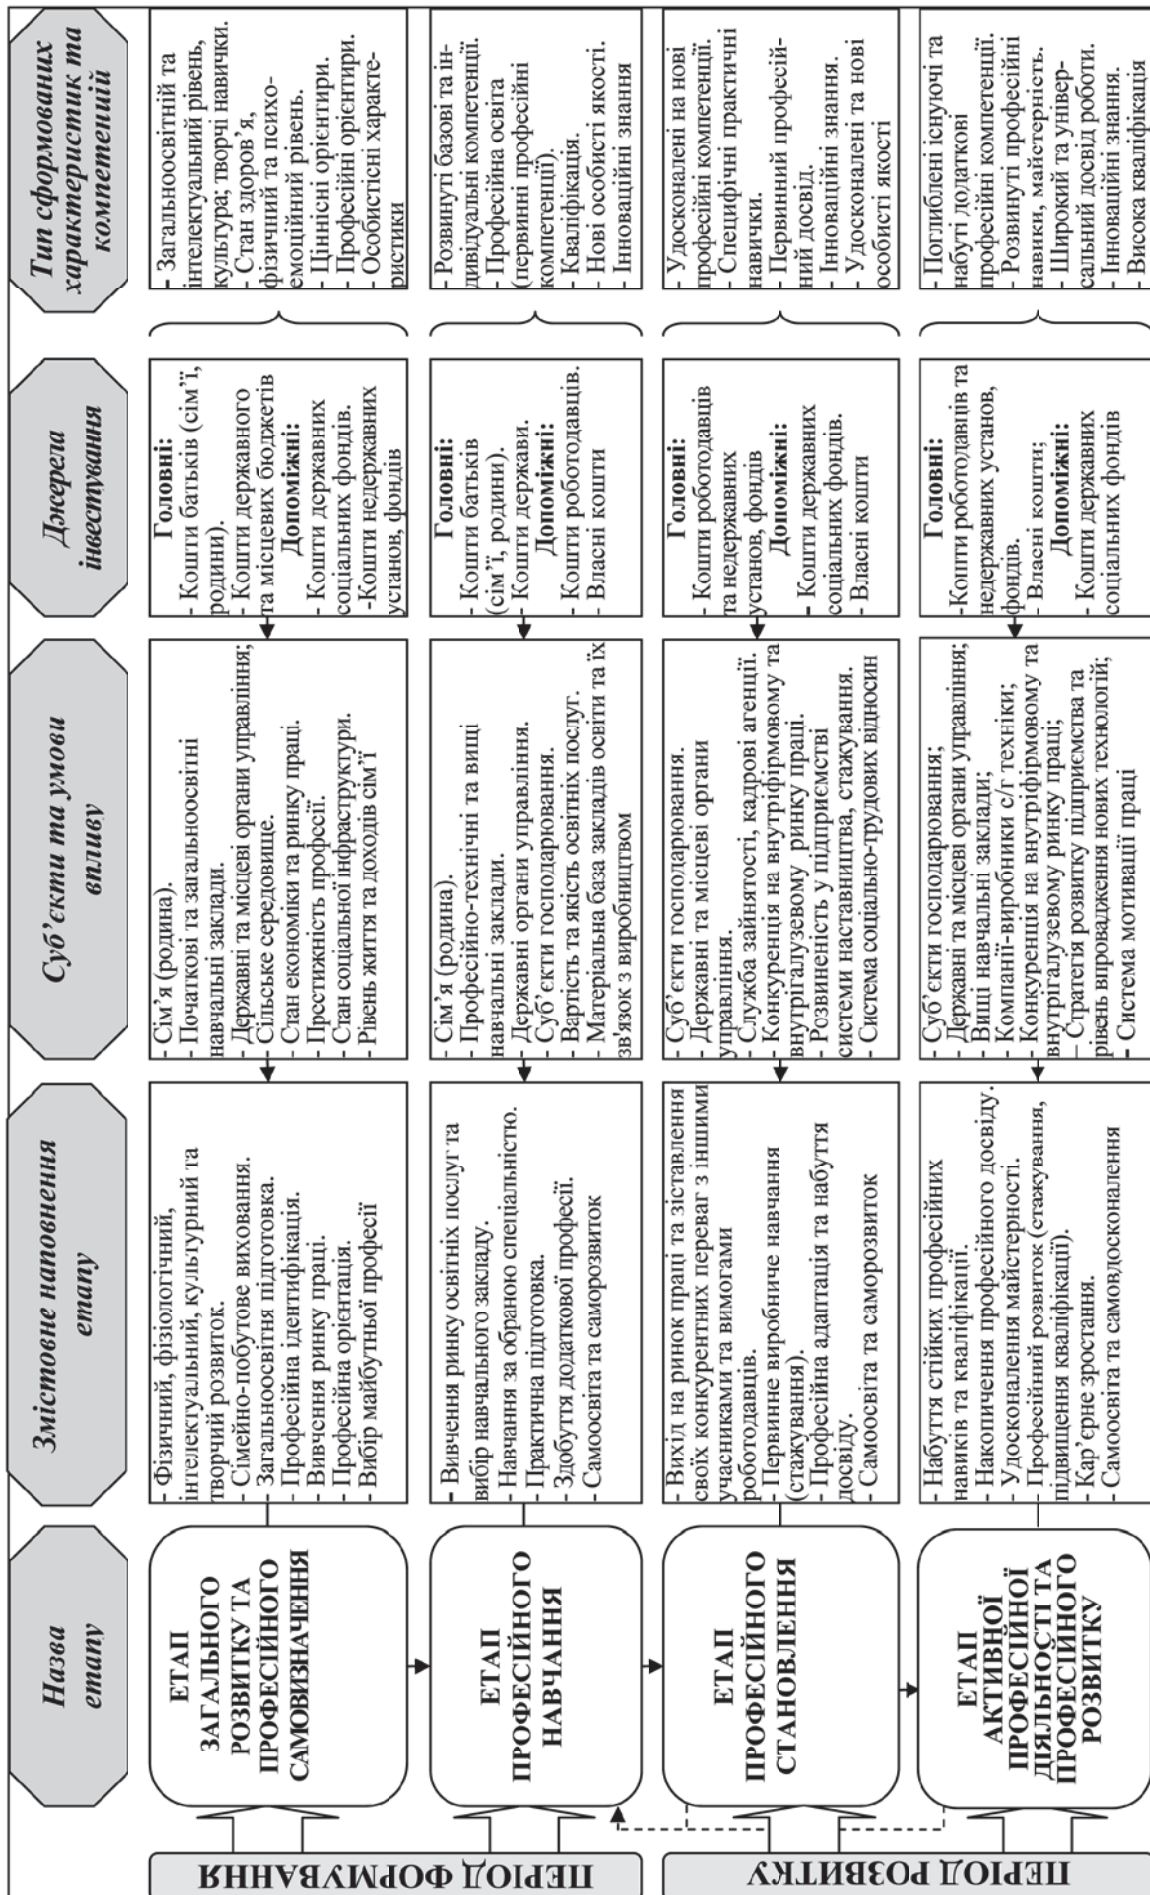 Назва
етапу
Змістовне наповнення
етапу
Суб’єкти та умови
впливу
Джерела
інвестування
Тип сформованих
характеристик та
компетенцій
ПЕРІОД ФОРМУВАННЯ
ЕТАП
ЗАГАЛЬНОГО
РОЗВИТКУ ТА
ПРОФЕСІЙНОГО
САМОВИЗНАЧЕННЯ
- Фізичний, фізіологічний,
інтелектуальний, культурний та
творчий розвиток.
- Сімейно-побутове виховання.
- Загальноосвітня підготовка.
- Професійна ідентифікація.
- Вивчення ринку праці.
- Професійна орієнтація.
- Вибір майбутньої професії
- Сім’я (родина).
- Початкові та загальноосвітні
навчальні заклади.
- Державні та місцеві органи управління;
- Сільське середовище.
- Стан економіки та ринку праці.
- Престижність професії.
- Стан соціальної інфраструктури.
- Рівень життя та доходів сім’ї
Головні:
- Кошти батьків (сім’ї,
родини).
- Кошти державного
та місцевих бюджетів
Допоміжні:
- Кошти державних
соціальних фондів.
-Кошти недержавних
установ, фондів
- Загальноосвітній та
інтелектуальний рівень,
культура; творчі навички.
- Стан здоров’я,
фізичний та психо-
емоційний рівень.
- Ціннісні орієнтири.
- Професійні орієнтири.
- Особистісні характе-
ристики
ЕТАП
ПРОФЕСІЙНОГО
НАВЧАННЯ
- Вивчення ринку освітніх послуг та
вибір навчального закладу.
- Навчання за обраною спеціальністю.
- Практична підготовка.
- Здобуття додаткової професії.
- Самоосвіта та саморозвиток
- Сім’я (родина).
- Професійно-технічні та вищі
навчальні заклади.
- Державні органи управління.
- Суб’єкти господарювання.
- Вартість та якість освітніх послуг.
- Матеріальна база закладів освіти та їх
зв'язок з виробництвом
Головні:
- Кошти батьків
(сім’ї, родини).
- Кошти держави.
Допоміжні:
- Кошти роботодавців.
- Власні кошти
- Розвинуті базові та ін-
дивідуальні компетенції.
- Професійна освіта
(первинні професійні
компетенції).
- Кваліфікація.
- Нові особисті якості.
- Інноваційні знання
ПЕРІОД РОЗВИТКУ
ЕТАП
ПРОФЕСІЙНОГО
СТАНОВЛЕННЯ
- Вихід на ринок праці та зіставлення
своїх конкурентних переваг з іншими
учасниками та вимогами
роботодавців.
- Первинне виробниче навчання
(стажування).
- Професійна адаптація та набуття
досвіду.
- Самоосвіта та саморозвиток
- Суб’єкти господарювання.
- Державні та місцеві органи
управління.
- Служба зайнятості, кадрові агенції.
- Конкуренція на внутріфірмовому та
внутрігалузевому ринку праці.
- Розвиненість у підприємстві
системи наставництва, стажування.
- Система соціально-трудових відносин
Головні:
- Кошти роботодавців
та недержавних
установ, фондів
Допоміжні:
- Кошти державних
соціальних фондів.
- Власні кошти
- Удосконалені на нові
професійні компетенції.
- Специфічні практичні
навички.
- Первинний професій-
ний досвід.
- Інноваційні знання.
- Удосконалені та нові
особисті якості
ЕТАП
АКТИВНОЇ
ПРОФЕСІЙНОЇ
ДІЯЛЬНОСТІ ТА
ПРОФЕСІЙНОГО
РОЗВИТКУ
- Набуття стійких професійних
навиків та кваліфікації.
- Накопичення професійного досвіду.
- Удосконалення майстерності.
- Професійний розвиток (стажування,
підвищення кваліфікації).
- Кар’єрне зростання.
- Самоосвіта та самовдосконалення
- Суб’єкти господарювання;
- Державні та місцеві органи управління;
- Вищі навчальні заклади;
- Компанії-виробники с/г техніки;
- Конкуренція на внутріфірмовому та
внутрігалузевому ринку праці;
– Стратегія розвитку підприємства та
рівень впровадження нових технологій;
- Система мотивації праці
Головні:
-Кошти роботодавців та
недержавних установ,
фондів.
– Власні кошти;
Допоміжні:
- Кошти державних
соціальних фондів
- Поглиблені існуючі та
набуті додаткові
професійні компетенції.
- Розвинуті професійні
навики, майстерність.
- Широкий та універ-
сальний досвід роботи.
- Інноваційні знання.
- Висока кваліфікація